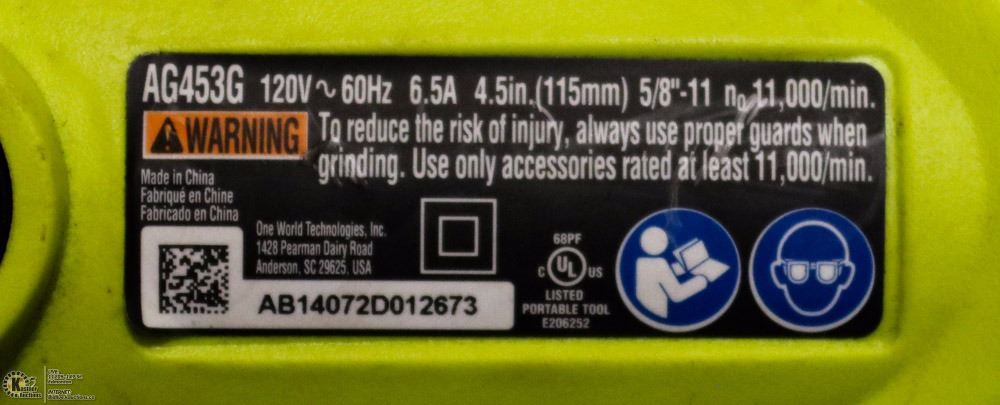 AG453G 120V~60Hz 6.5A 4.5in.(115mm) 5/8"-11 n₀ 11,000/min.
WARNING
To reduce the risk of injury, always use proper guards when
grinding. Use only accessories rated at least 11,000/min.
Made in China
Fabriqué en Chine
Fabricado en China
One World Technologies, Inc.
1428 Pearman Dairy Road
Anderson, SC 29625, USA
AB14072D012673
68PF
C UL US
LISTED
PORTABLE TOOL
E206252